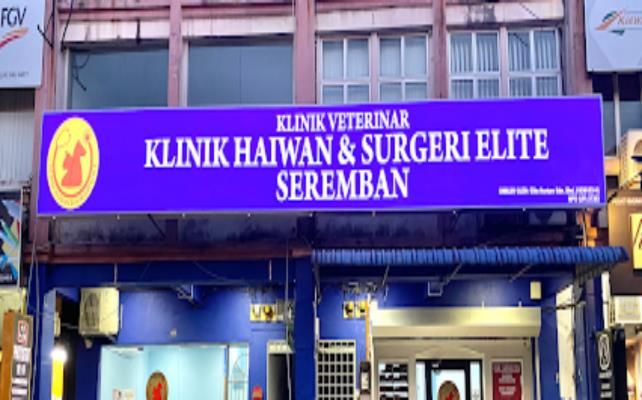 FGV
KLINIK VETERINAR
KLINIK HAIWAN & SURGERI ELITE
SEREMBAN